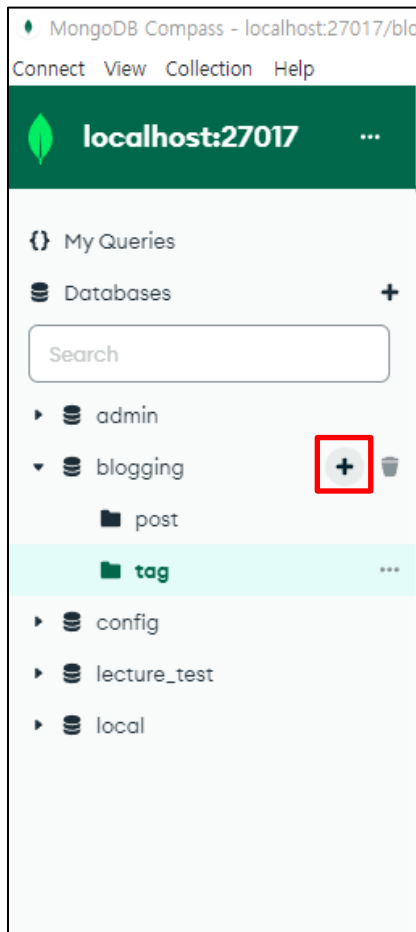 MongoDB Compass - localhost:27017/blo
Connect View Collection Help
localhost:27017 ...
{} My Queries
Databases +
Search
admin
blogging +
post
tag ...
config
lecture_test
local